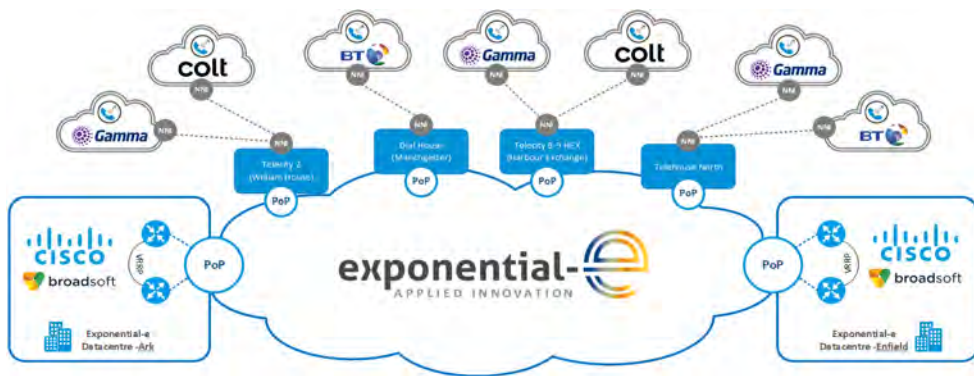 colt
NNI
BT
NNI
Gamma
NNI
colt
NNI
Gamma
NNI
Gamma
NNI
BT
NNI
NNI
NNI
NNI
NNI
Telecity 2
(William House)
Dial House
(Manchester)
Telecity 8-9 HEX
(Harbour Exchange)
Telehouse North
PoP
PoP
PoP
PoP
CISCO
broadsoft
VRRP
PoP
Exponential-e
Datacentre -Ark
exponential-e
APPLIED INNOVATION
PoP
VRRP
CISCO
broadsoft
Exponential-e
Datacentre -Enfield